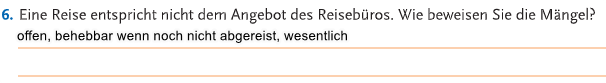 6. Eine Reise entspricht nicht dem Angebot des Reisebüros. Wie beweisen Sie die Mängel?
offen, behebbar wenn noch nicht abgereist, wesentlich